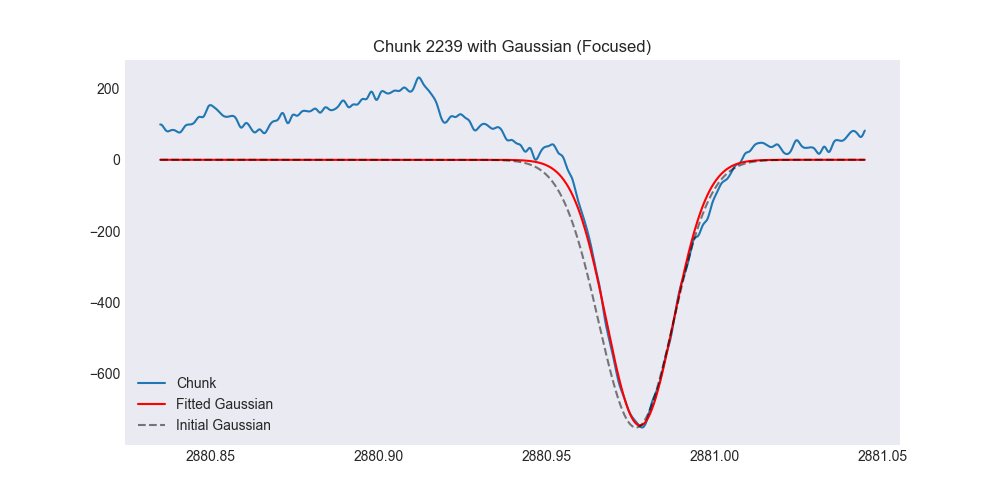 Chunk 2239 with Gaussian (Focused)
200
0
−200
−400
−600
Chunk
Fitted Gaussian
Initial Gaussian
2880.85 2880.90 2880.95 2881.00 2881.05